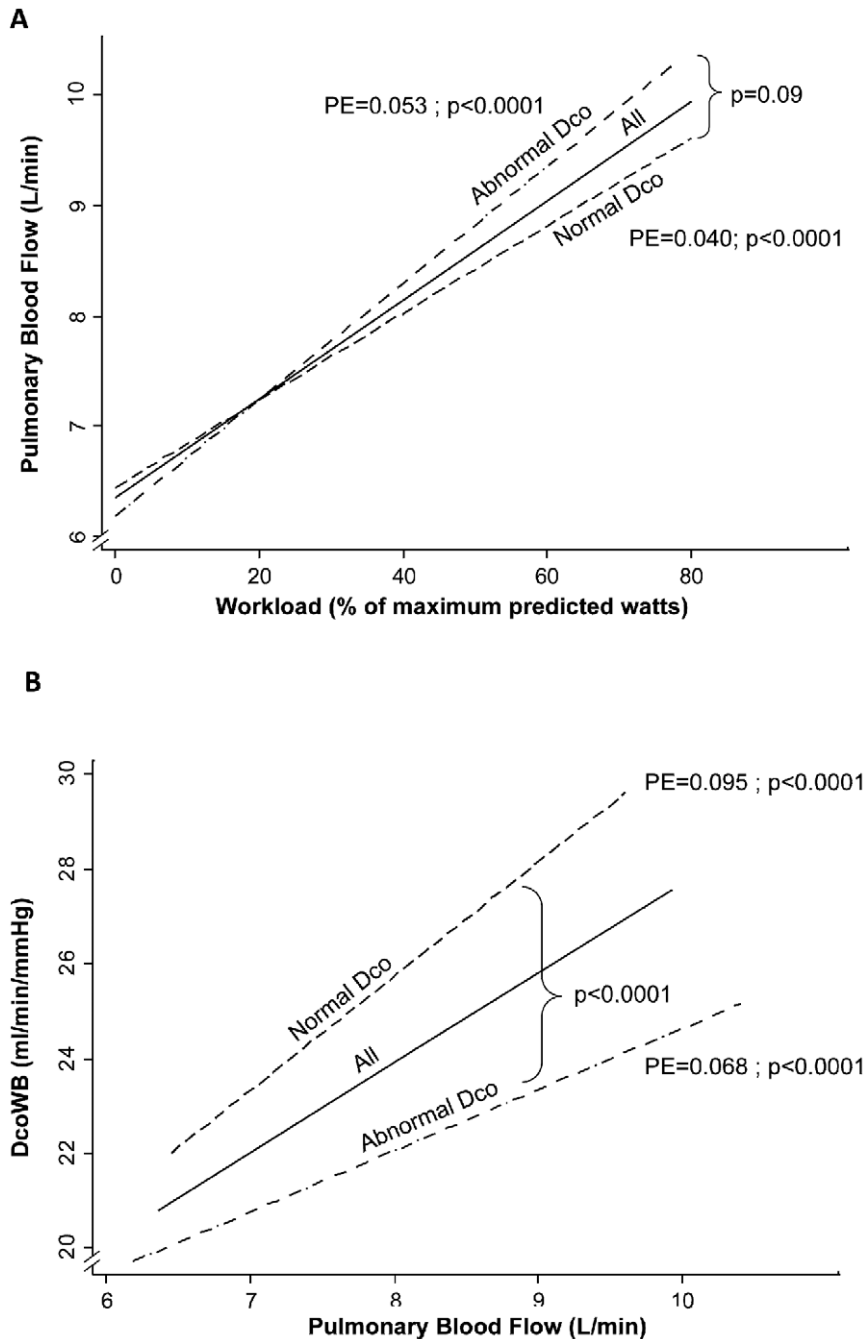 A
10
9
8
7
6
Pulmonary Blood Flow (L/min)
PE=0.053 ; p<0.0001
Abnormal Dco
All
Normal Dco
p=0.09
PE=0.040; p<0.0001
0 20 40 60 80
Workload (% of maximum predicted watts)
B
30
28
26
24
22
20
DcoWB (ml/min/mmHg)
PE=0.095 ; p<0.0001
Normal Dco
All
Abnormal Dco
p<0.0001
PE=0.068 ; p<0.0001
6 7 8 9 10
Pulmonary Blood Flow (L/min)